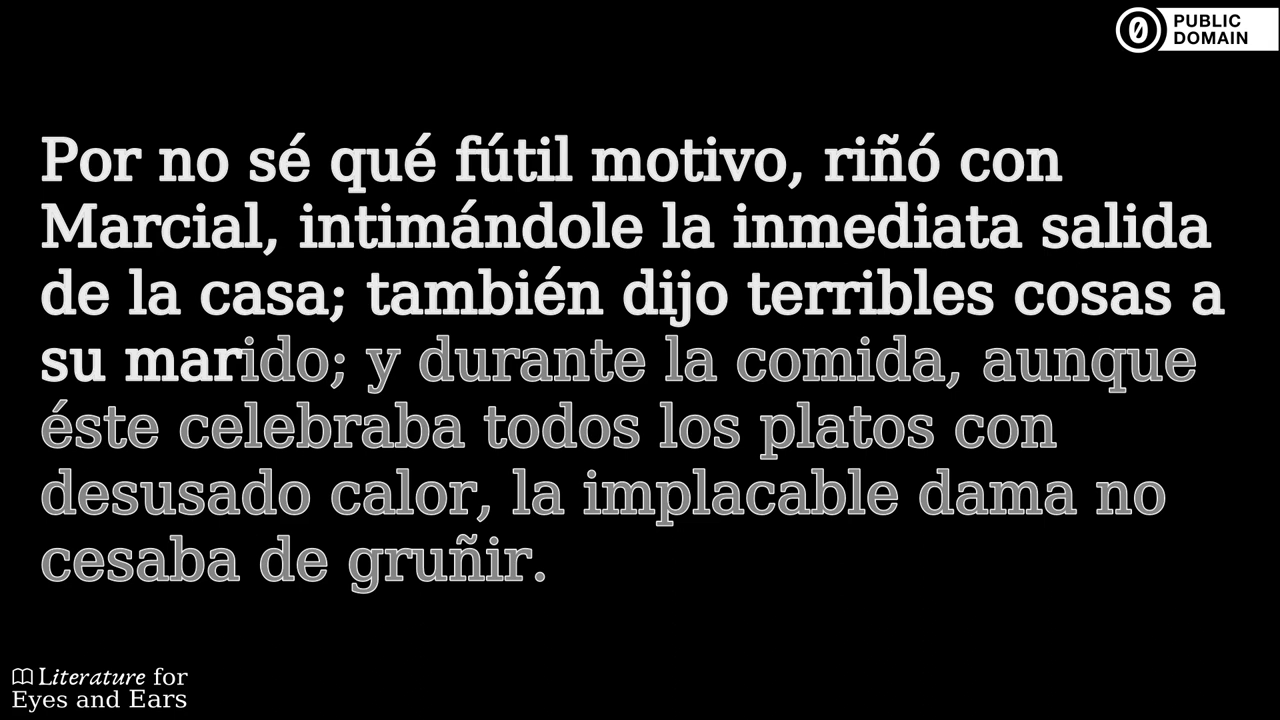 PUBLIC
DOMAIN
Por no sé qué fútil motivo, riñó con
Marcial, intimándole la inmediata salida
de la casa; también dijo terribles cosas a
su marido; y durante la comida, aunque
éste celebraba todos los platos con
desusado calor, la implacable dama no
cesaba de gruñir.
Literature for
Eyes and Ears